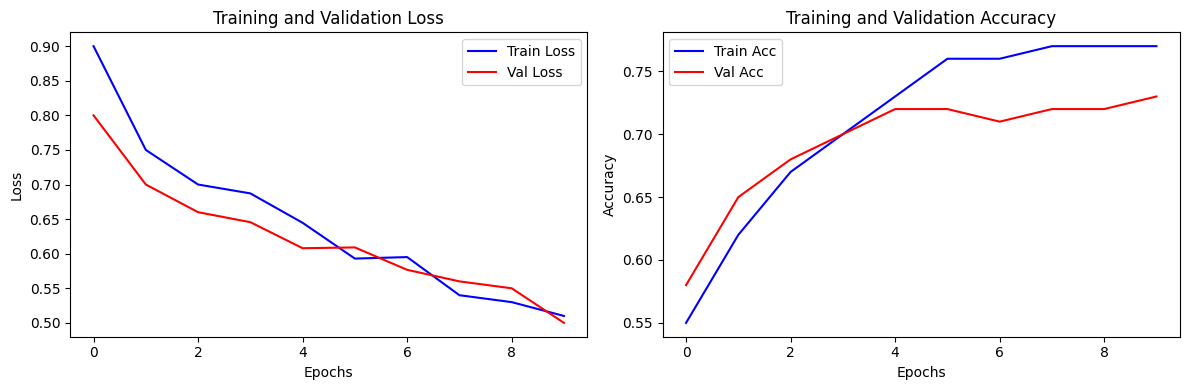 Training and Validation Loss
Loss
0.90
0.85
0.80
0.75
0.70
0.65
0.60
0.55
0.50
Train Loss
Val Loss
0 2 4 6 8
Epochs
Training and Validation Accuracy
Accuracy
0.75
0.70
0.65
0.60
0.55
Train Acc
Val Acc
0 2 4 6 8
Epochs